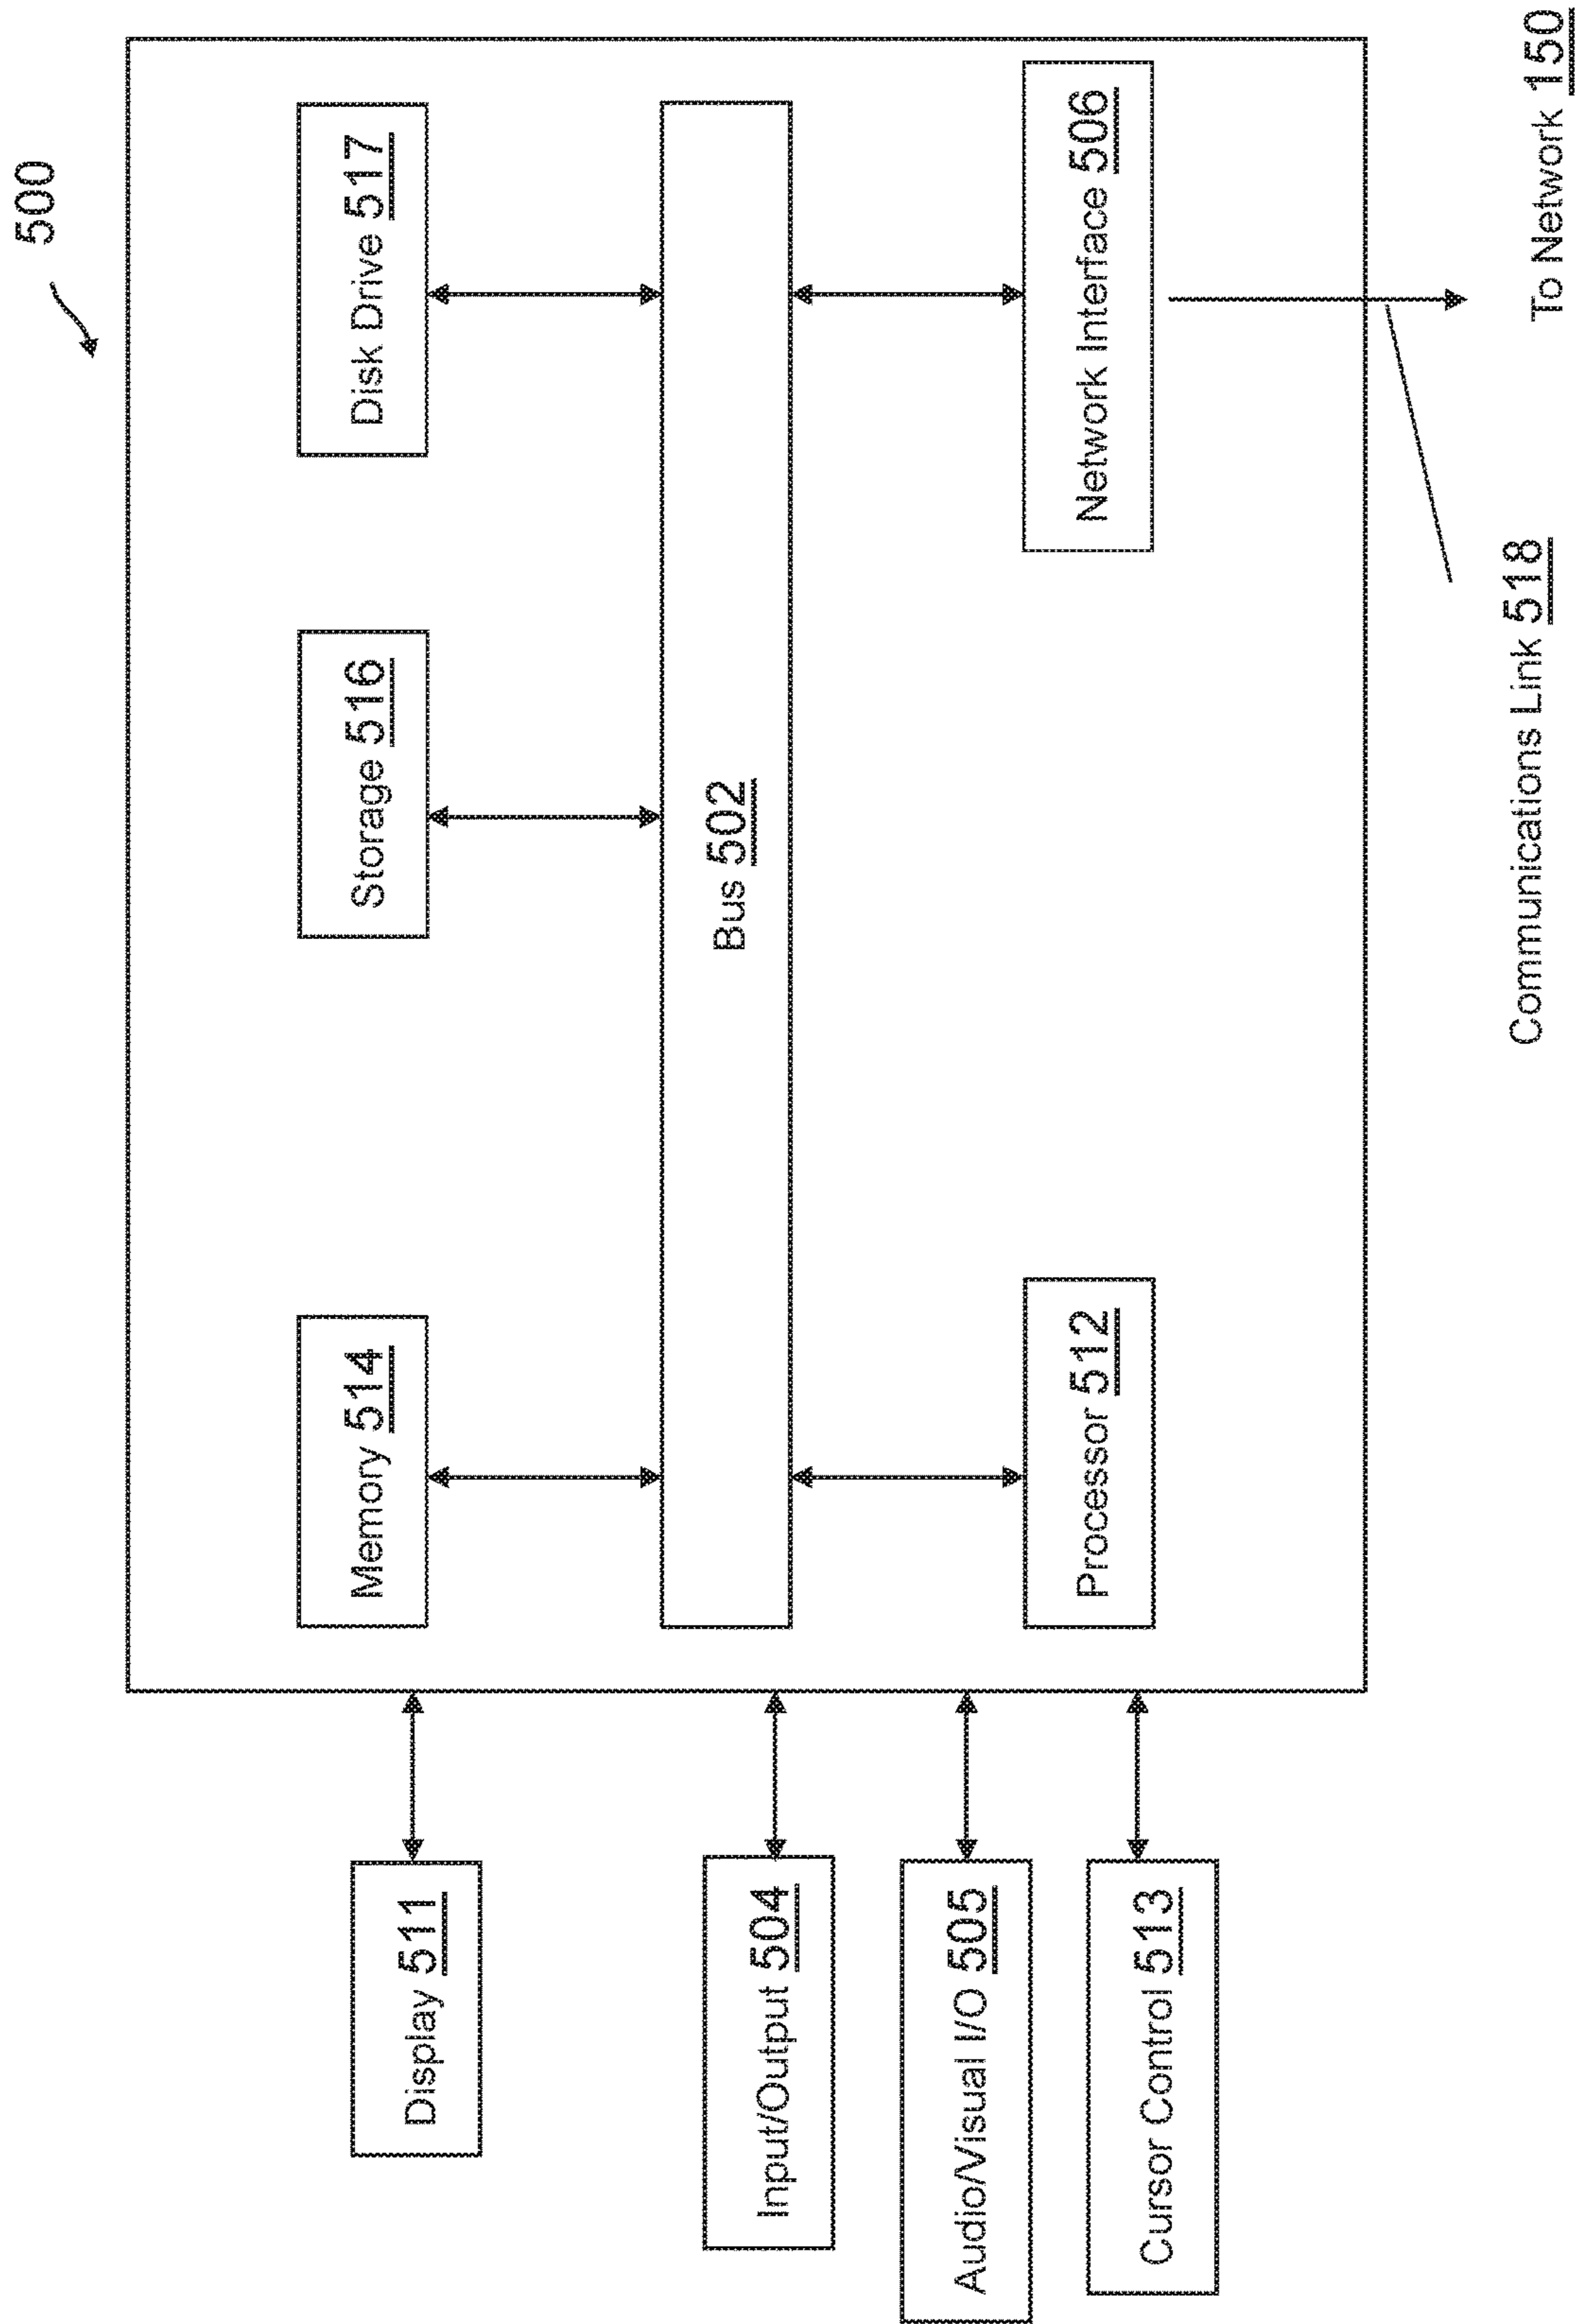 500
Display 511
Memory 514
Storage 516
Disk Drive 517
Input/Output 504
Bus 502
Audio/Visual I/O 505
Cursor Control 513
Processor 512
Network Interface 506
Communications Link 518
To Network 150